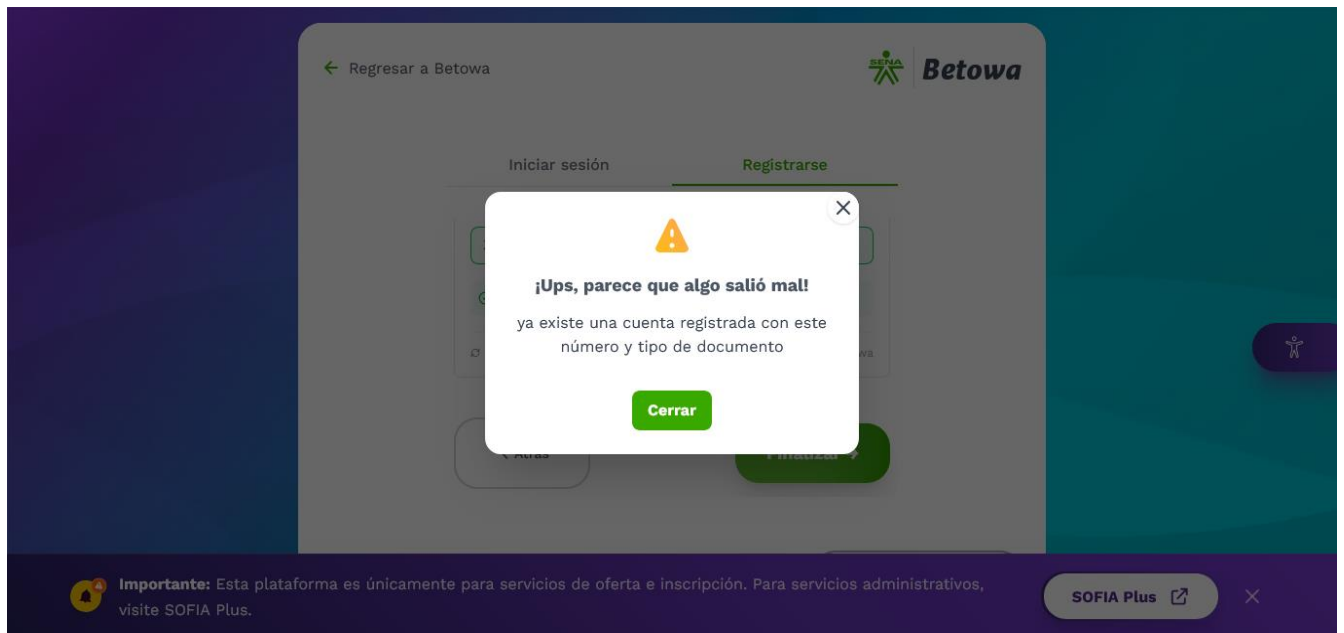 ← Regresar a Betowa
SENA
Betowa
Iniciar sesión
Registrarse
¡Ups, parece que algo salió mal!
ya existe una cuenta registrada con este
número y tipo de documento
Cerrar
Atrás
Finalizar →
Importante: Esta plataforma es únicamente para servicios de oferta e inscripción. Para servicios administrativos,
visite SOFIA Plus.
SOFIA Plus